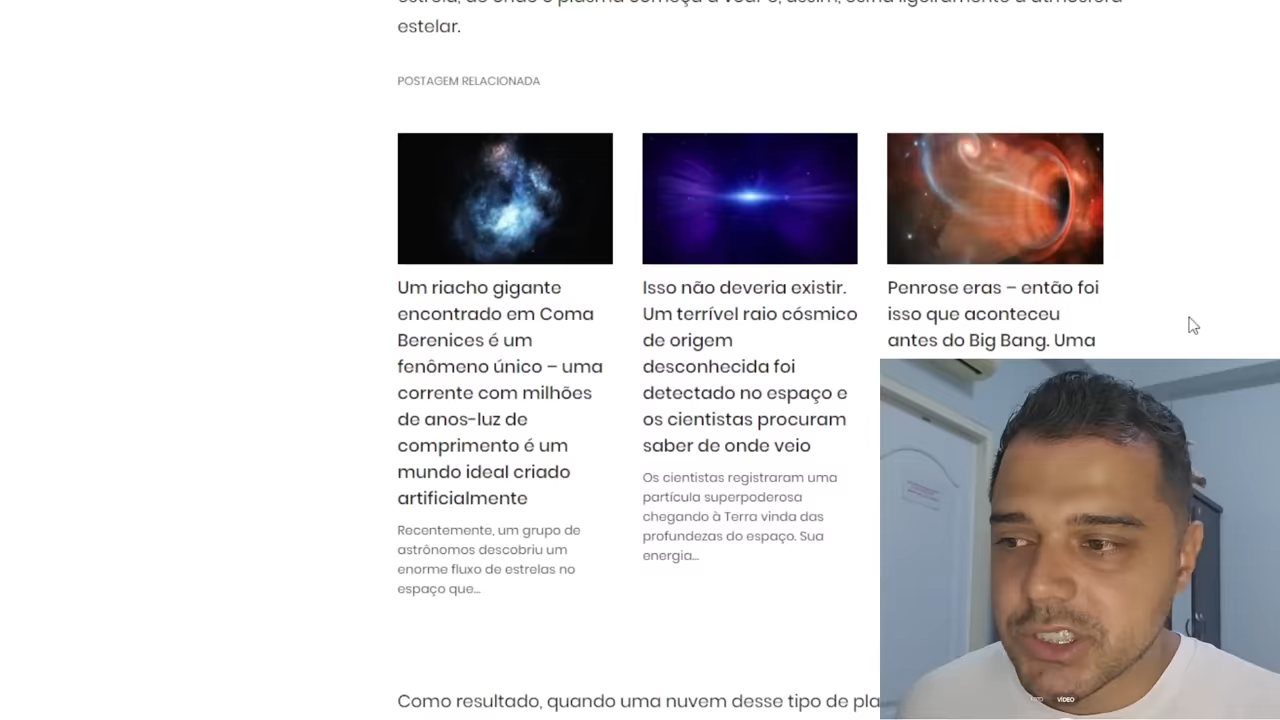 estelar.
POSTAGEM RELACIONADA
Um riacho gigante
encontrado em Coma
Berenices é um
fenômeno único – uma
corrente com milhões
de anos-luz de
comprimento é um
mundo ideal criado
artificialmente
Recentemente, um grupo de
astrônomos descobriu um
enorme fluxo de estrelas no
espaço que...
Isso não deveria existir.
Um terrível raio cósmico
de origem
desconhecida foi
detectado no espaço e
os cientistas procuram
saber de onde veio
Os cientistas registraram uma
partícula superpoderosa
chegando à Terra vinda das
profundezas do espaço. Sua
energia...
Penrose eras – então foi
isso que aconteceu
antes do Big Bang. Uma
Como resultado, quando uma nuvem desse tipo de pla
VÍDEO